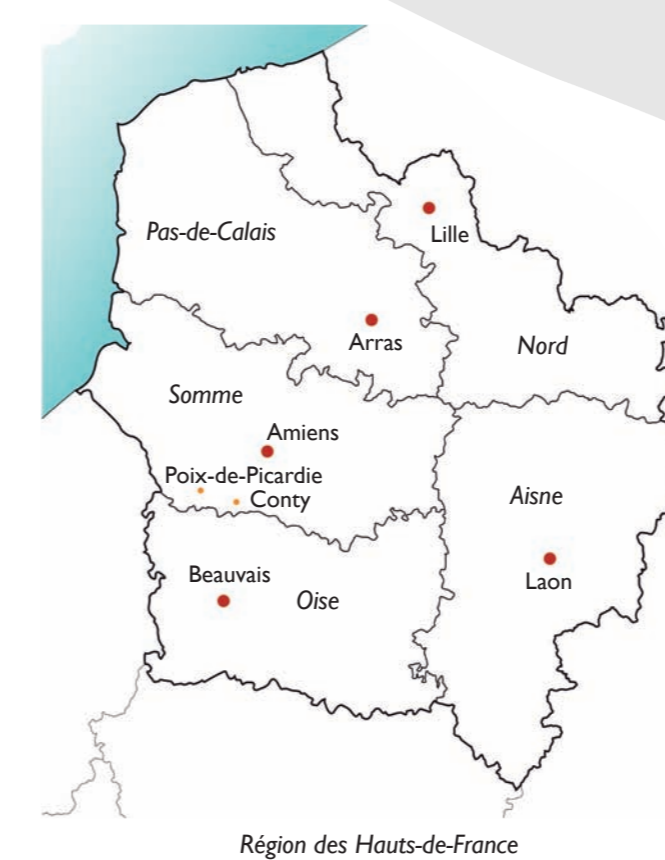 Pas-de-Calais
Lille
Arras
Nord
Somme
Amiens
Poix-de-Picardie
Conty
Aisne
Beauvais
Oise
Laon
Région des Hauts-de-France